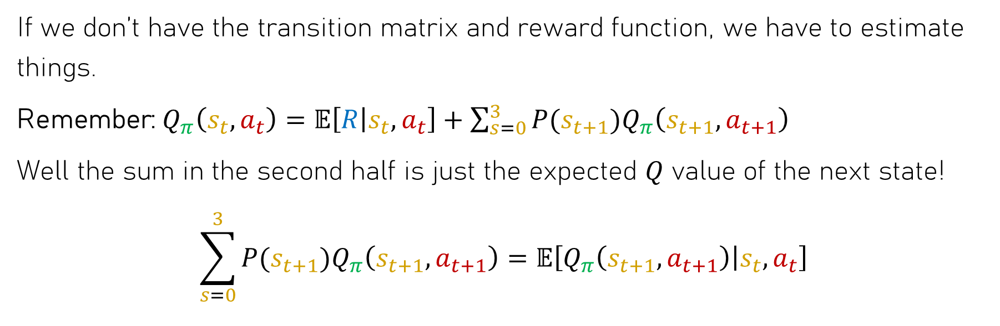 If we don't have the transition matrix and reward function, we have to estimate
things.
Remember: $Q_\pi(s_t, a_t) = \mathbb{E}[R|s_t, a_t] + \sum_{s=0}^{3} P(s_{t+1})Q_\pi(s_{t+1}, a_{t+1})$
Well the sum in the second half is just the expected $Q$ value of the next state!
$\sum_{s=0}^{3} P(s_{t+1})Q_\pi(s_{t+1}, a_{t+1}) = \mathbb{E}[Q_\pi(s_{t+1}, a_{t+1})|s_t, a_t]$